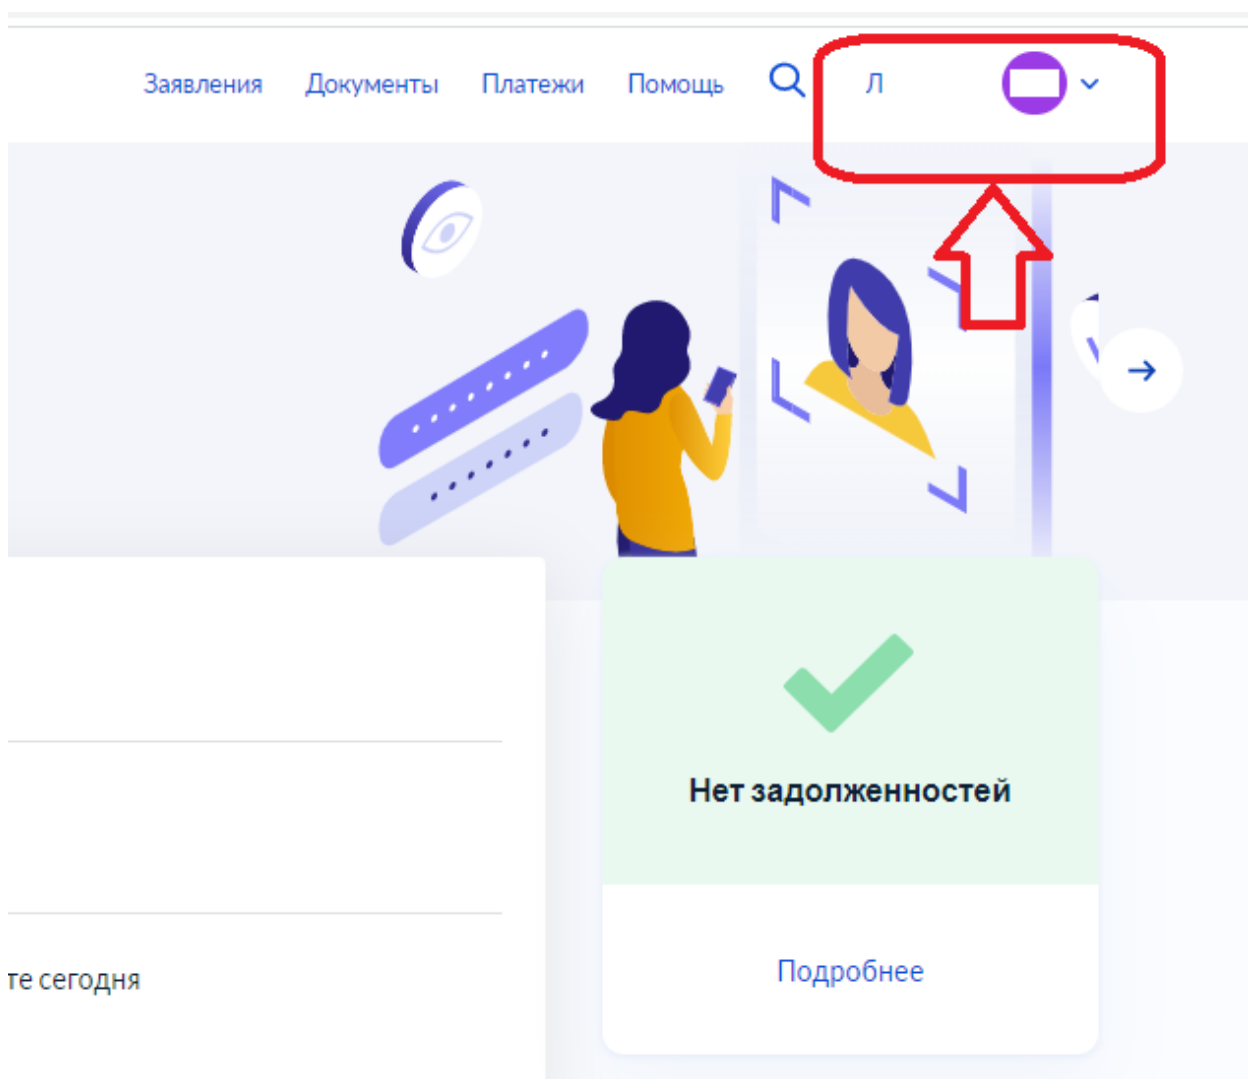 Заявления Документы Платежи Помощь Л
Нет задолженностей
Подробнее
те сегодня